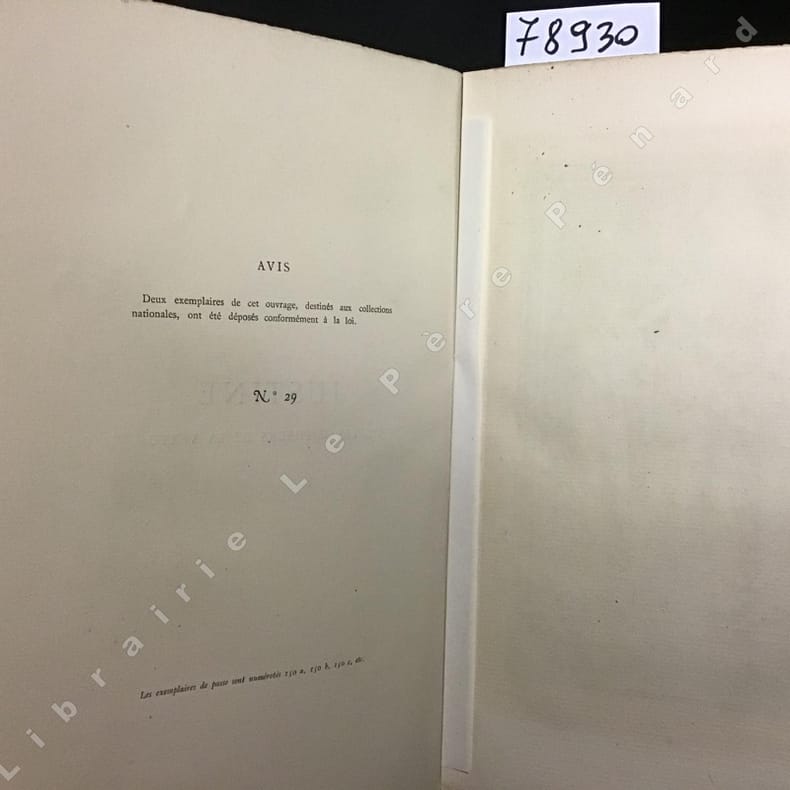 78930
AVIS
Deux exemplaires de cet ouvrage, destinés aux collections
nationales, ont été déposés conformément à la loi.
N.° 29
Les exemplaires de passe sont numérotés 150 a, 150 b, 150 c, etc.
Librairie Le Père Pénard